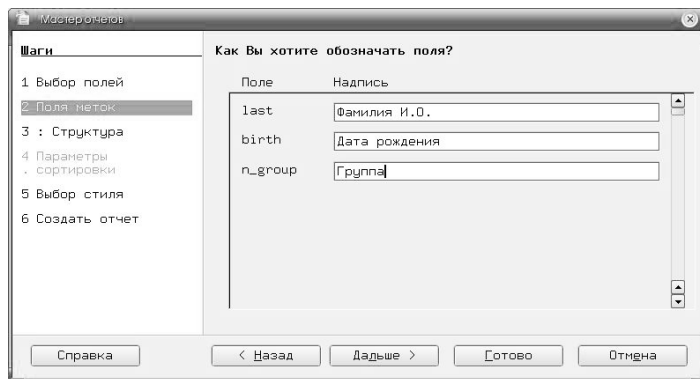 Мастер отчетов
Шаги
1 Выбор полей
2 Поля меток
3 : Структура
4 Параметры
. сортировки
5 Выбор стиля
6 Создать отчет
Как Вы хотите обозначать поля?
Поле Надпись
last Фамилия И.О.
birth Дата рождения
n_group Группа
Справка < Назад Дальше > Готово Отмена